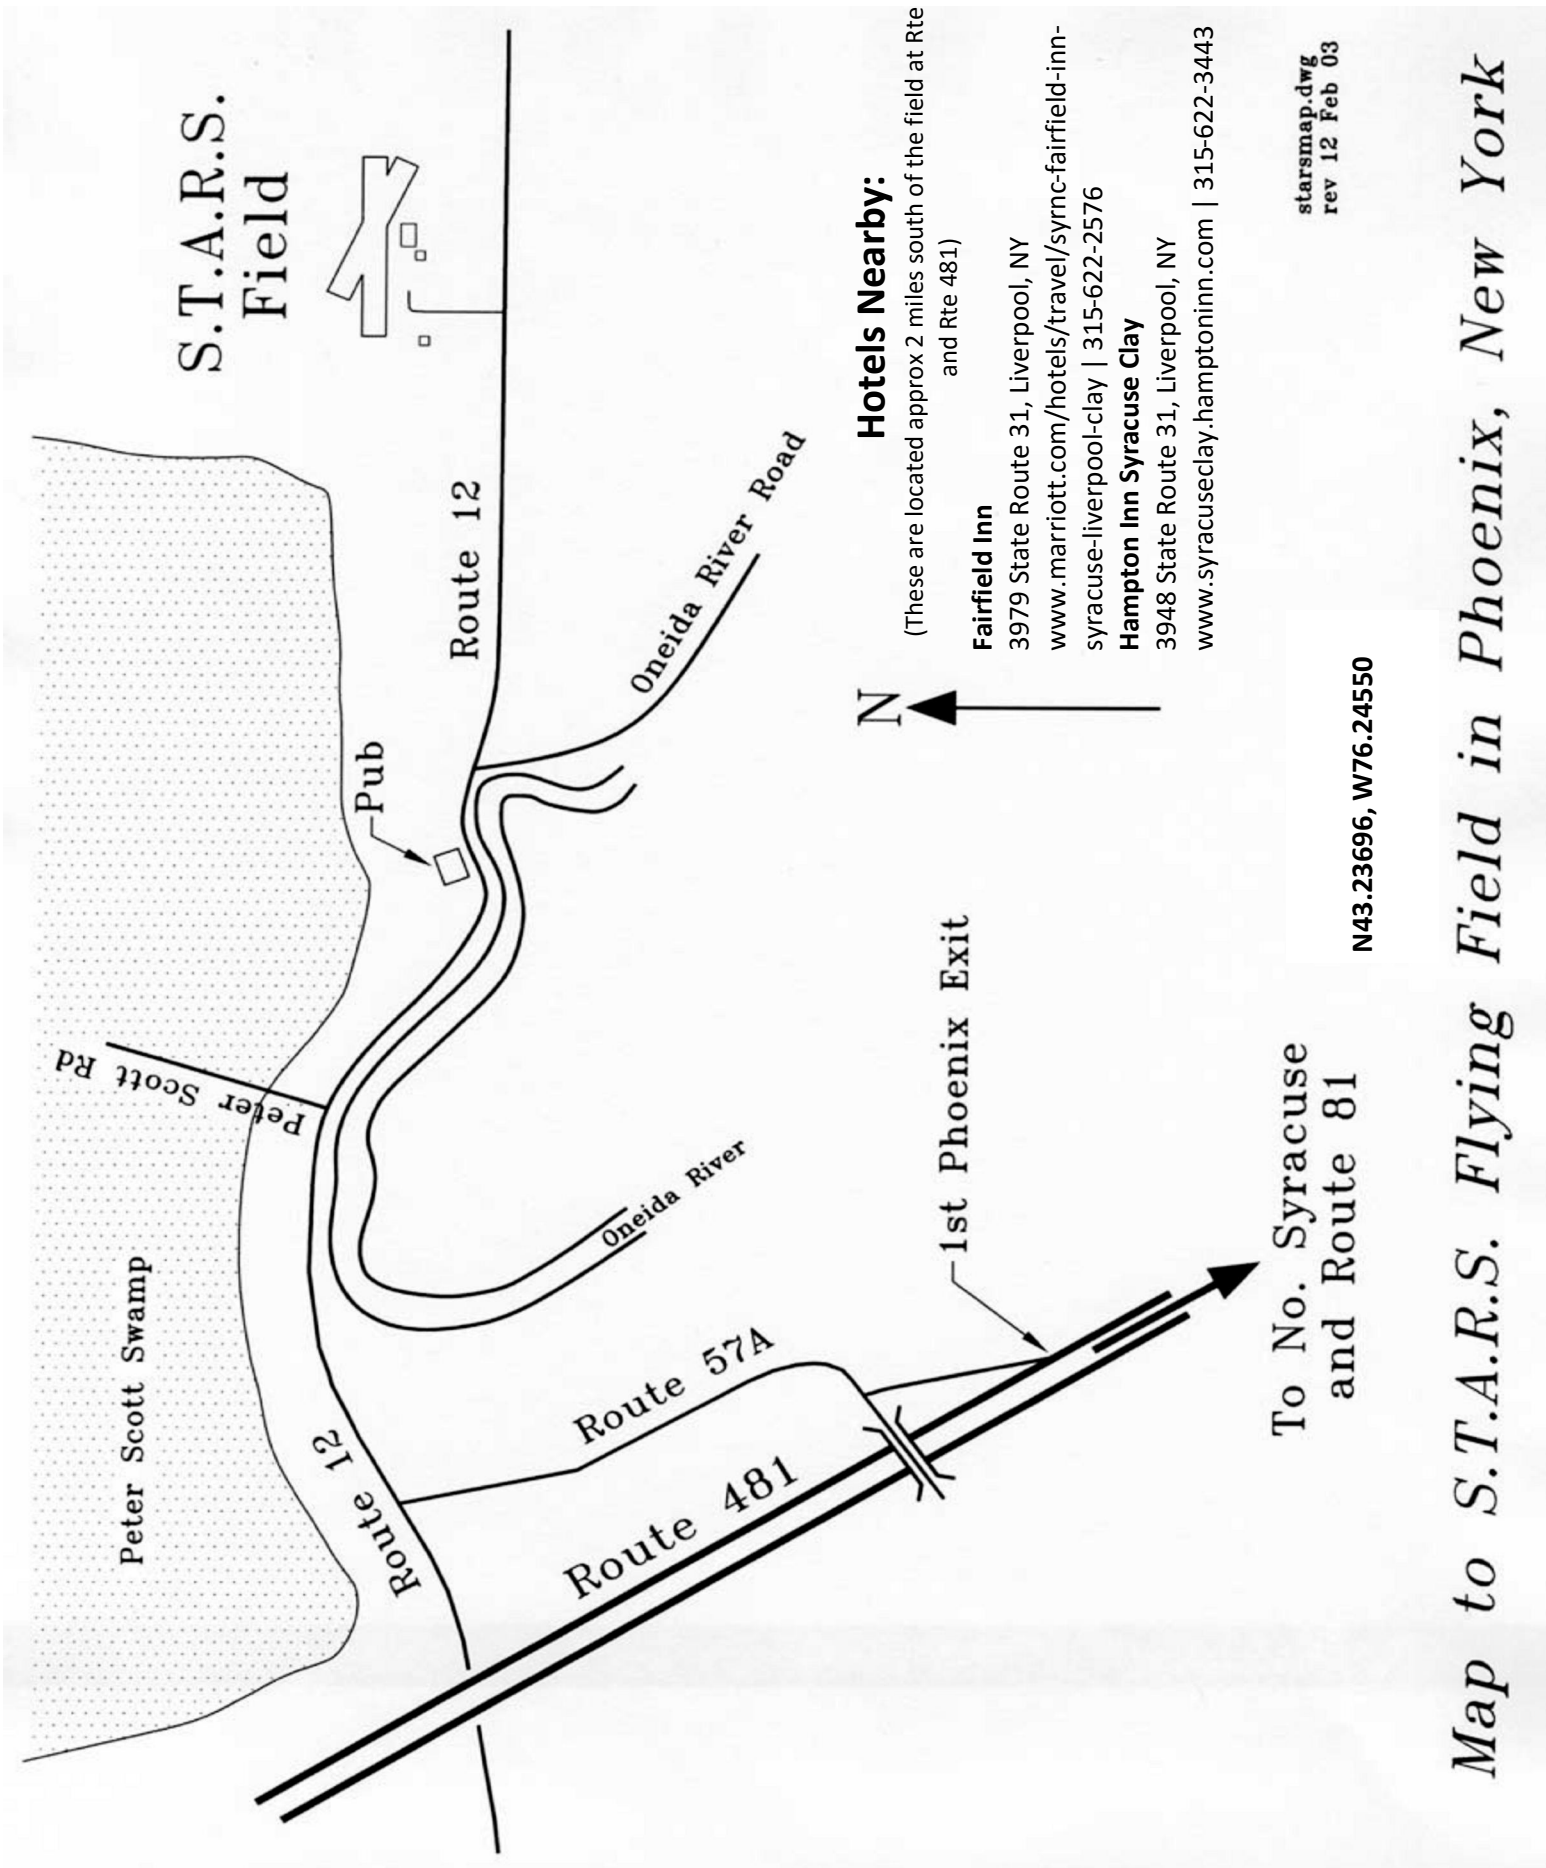 S.T.A.R.S.
Field
Peter Scott Swamp
Peter Scott Rd
Route 12
Pub
Route 12
Oneida River Road
Oneida River
Route 57A
Route 481
1st Phoenix Exit
To No. Syracuse
and Route 81
N
Hotels Nearby:
(These are located approx 2 miles south of the field at Rte
and Rte 481)
Fairfield Inn
3979 State Route 31, Liverpool, NY
www.marriott.com/hotels/travel/syrnc-fairfield-inn-
syracuse-liverpool-clay | 315-622-2576
Hampton Inn Syracuse Clay
3948 State Route 31, Liverpool, NY
www.syracuseclay.hamptoninn.com | 315-622-3443
starsmap.dwg
rev 12 Feb 03
N43.23696, W76.24550
Map to S.T.A.R.S. Flying Field in Phoenix, New York